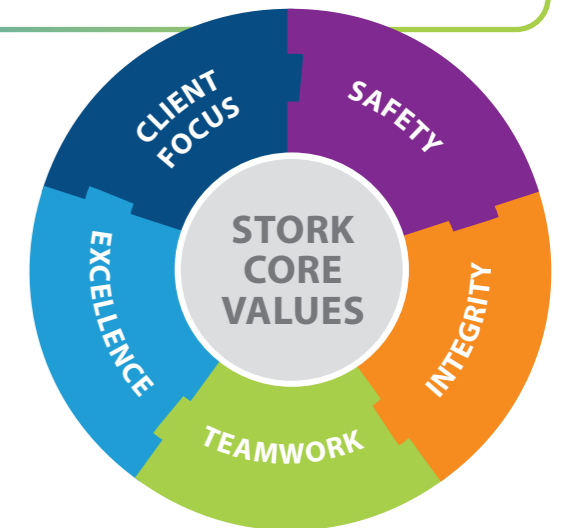 STORK
CORE
VALUES
SAFETY
INTEGRITY
TEAMWORK
EXCELLENCE
CLIENT
FOCUS